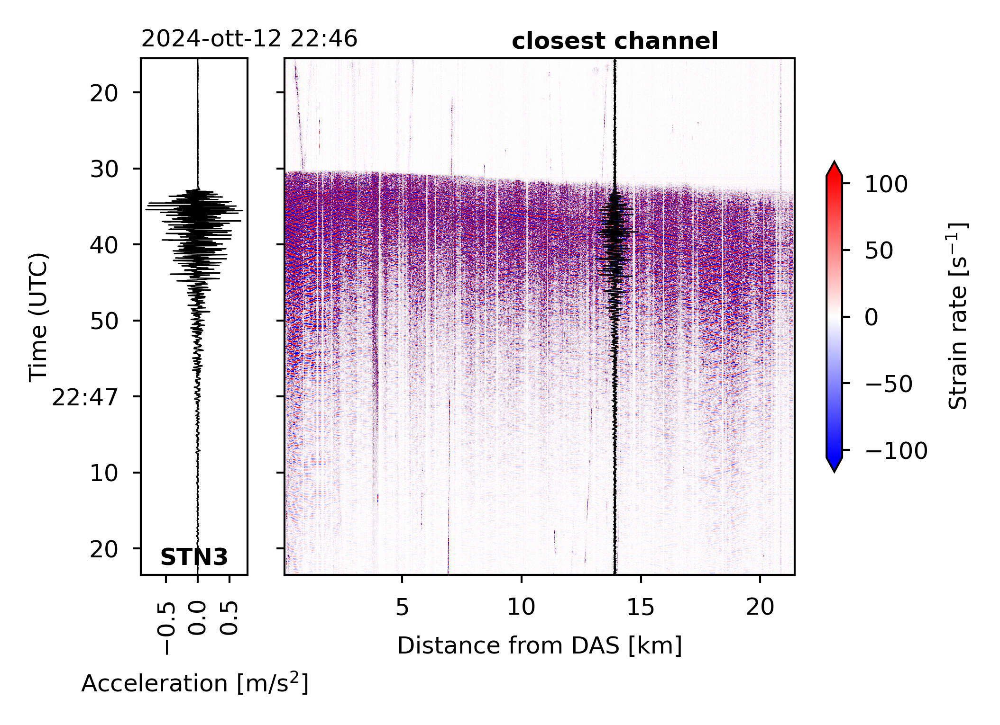 2024-ott-12 22:46
closest channel
Time (UTC)
20
30
40
50
22:47
10
20
STN3
−0.5
0.0
0.5
Acceleration [m/s²]
5
10
15
20
Distance from DAS [km]
100
50
0
−50
−100
Strain rate [s⁻¹]